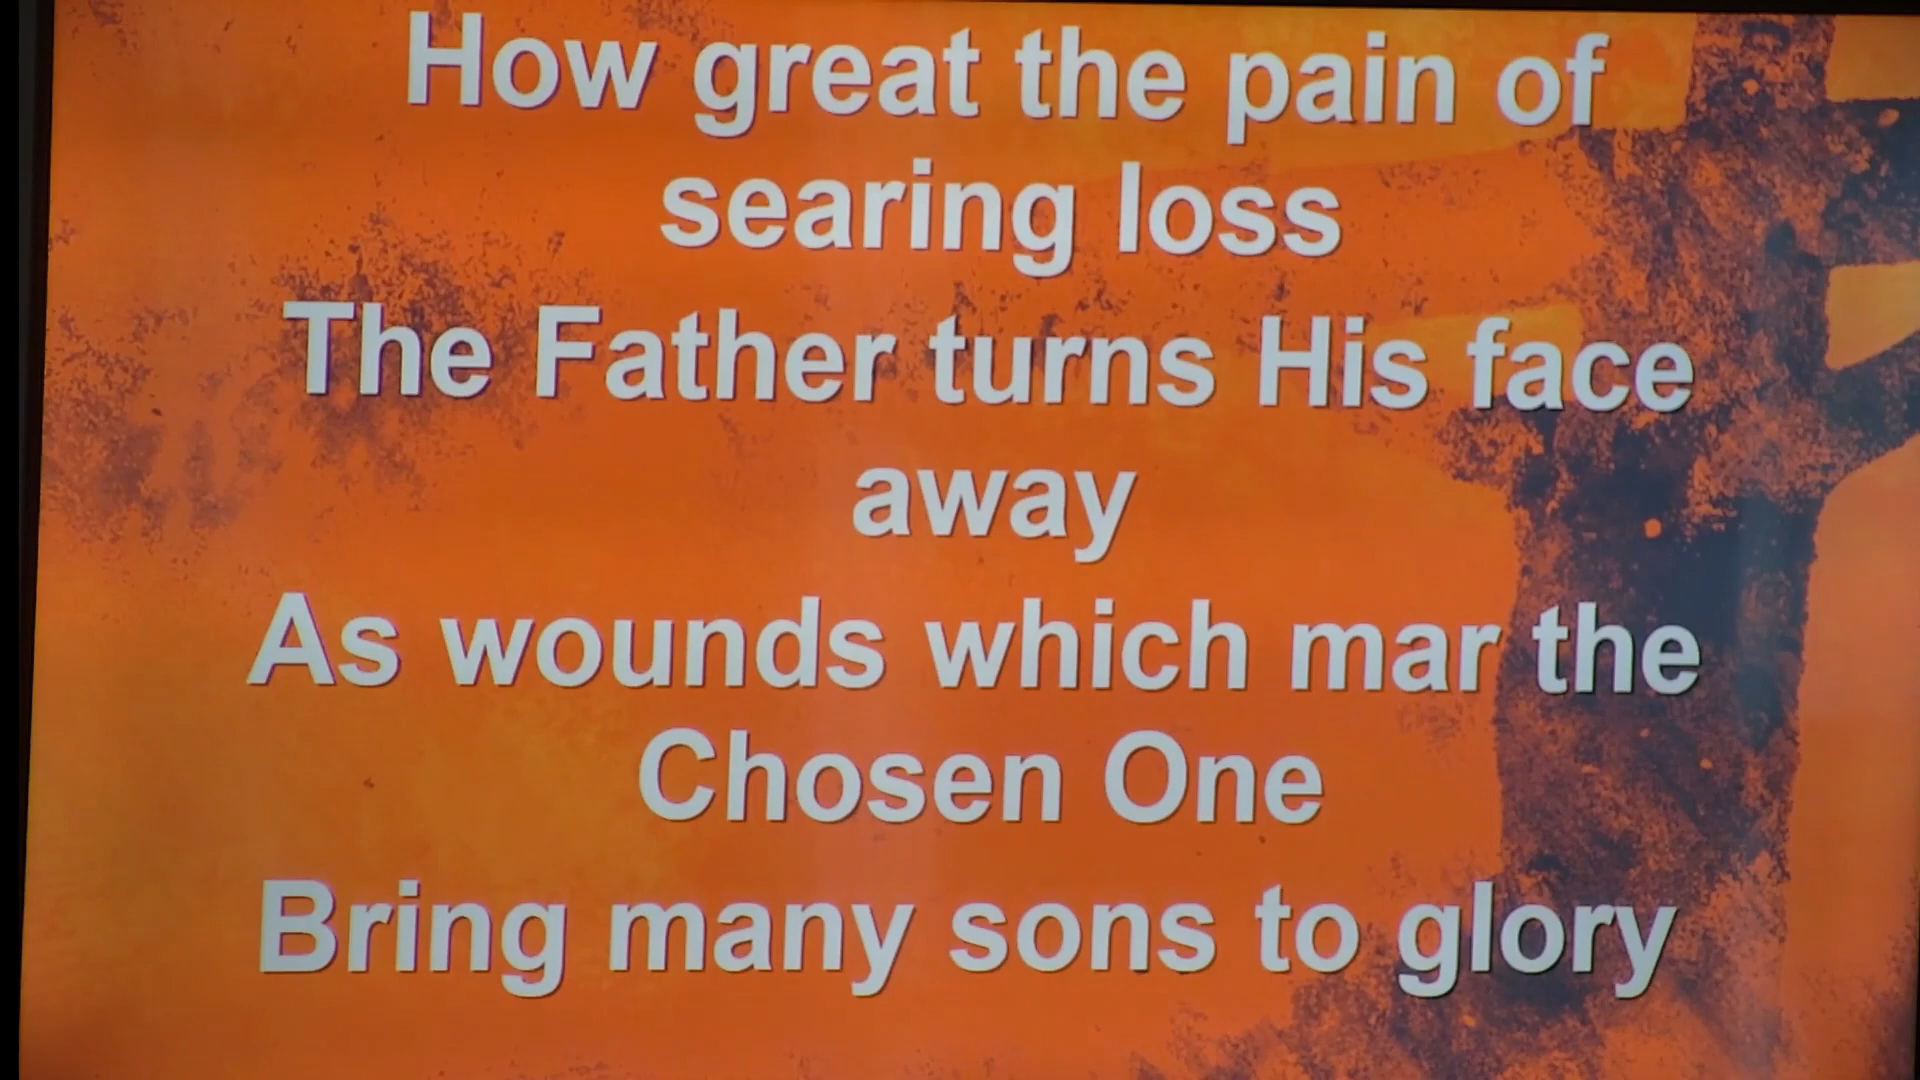 How great the pain of
searing loss
The Father turns His face
away
As wounds which mar the
Chosen One
Bring many sons to glory